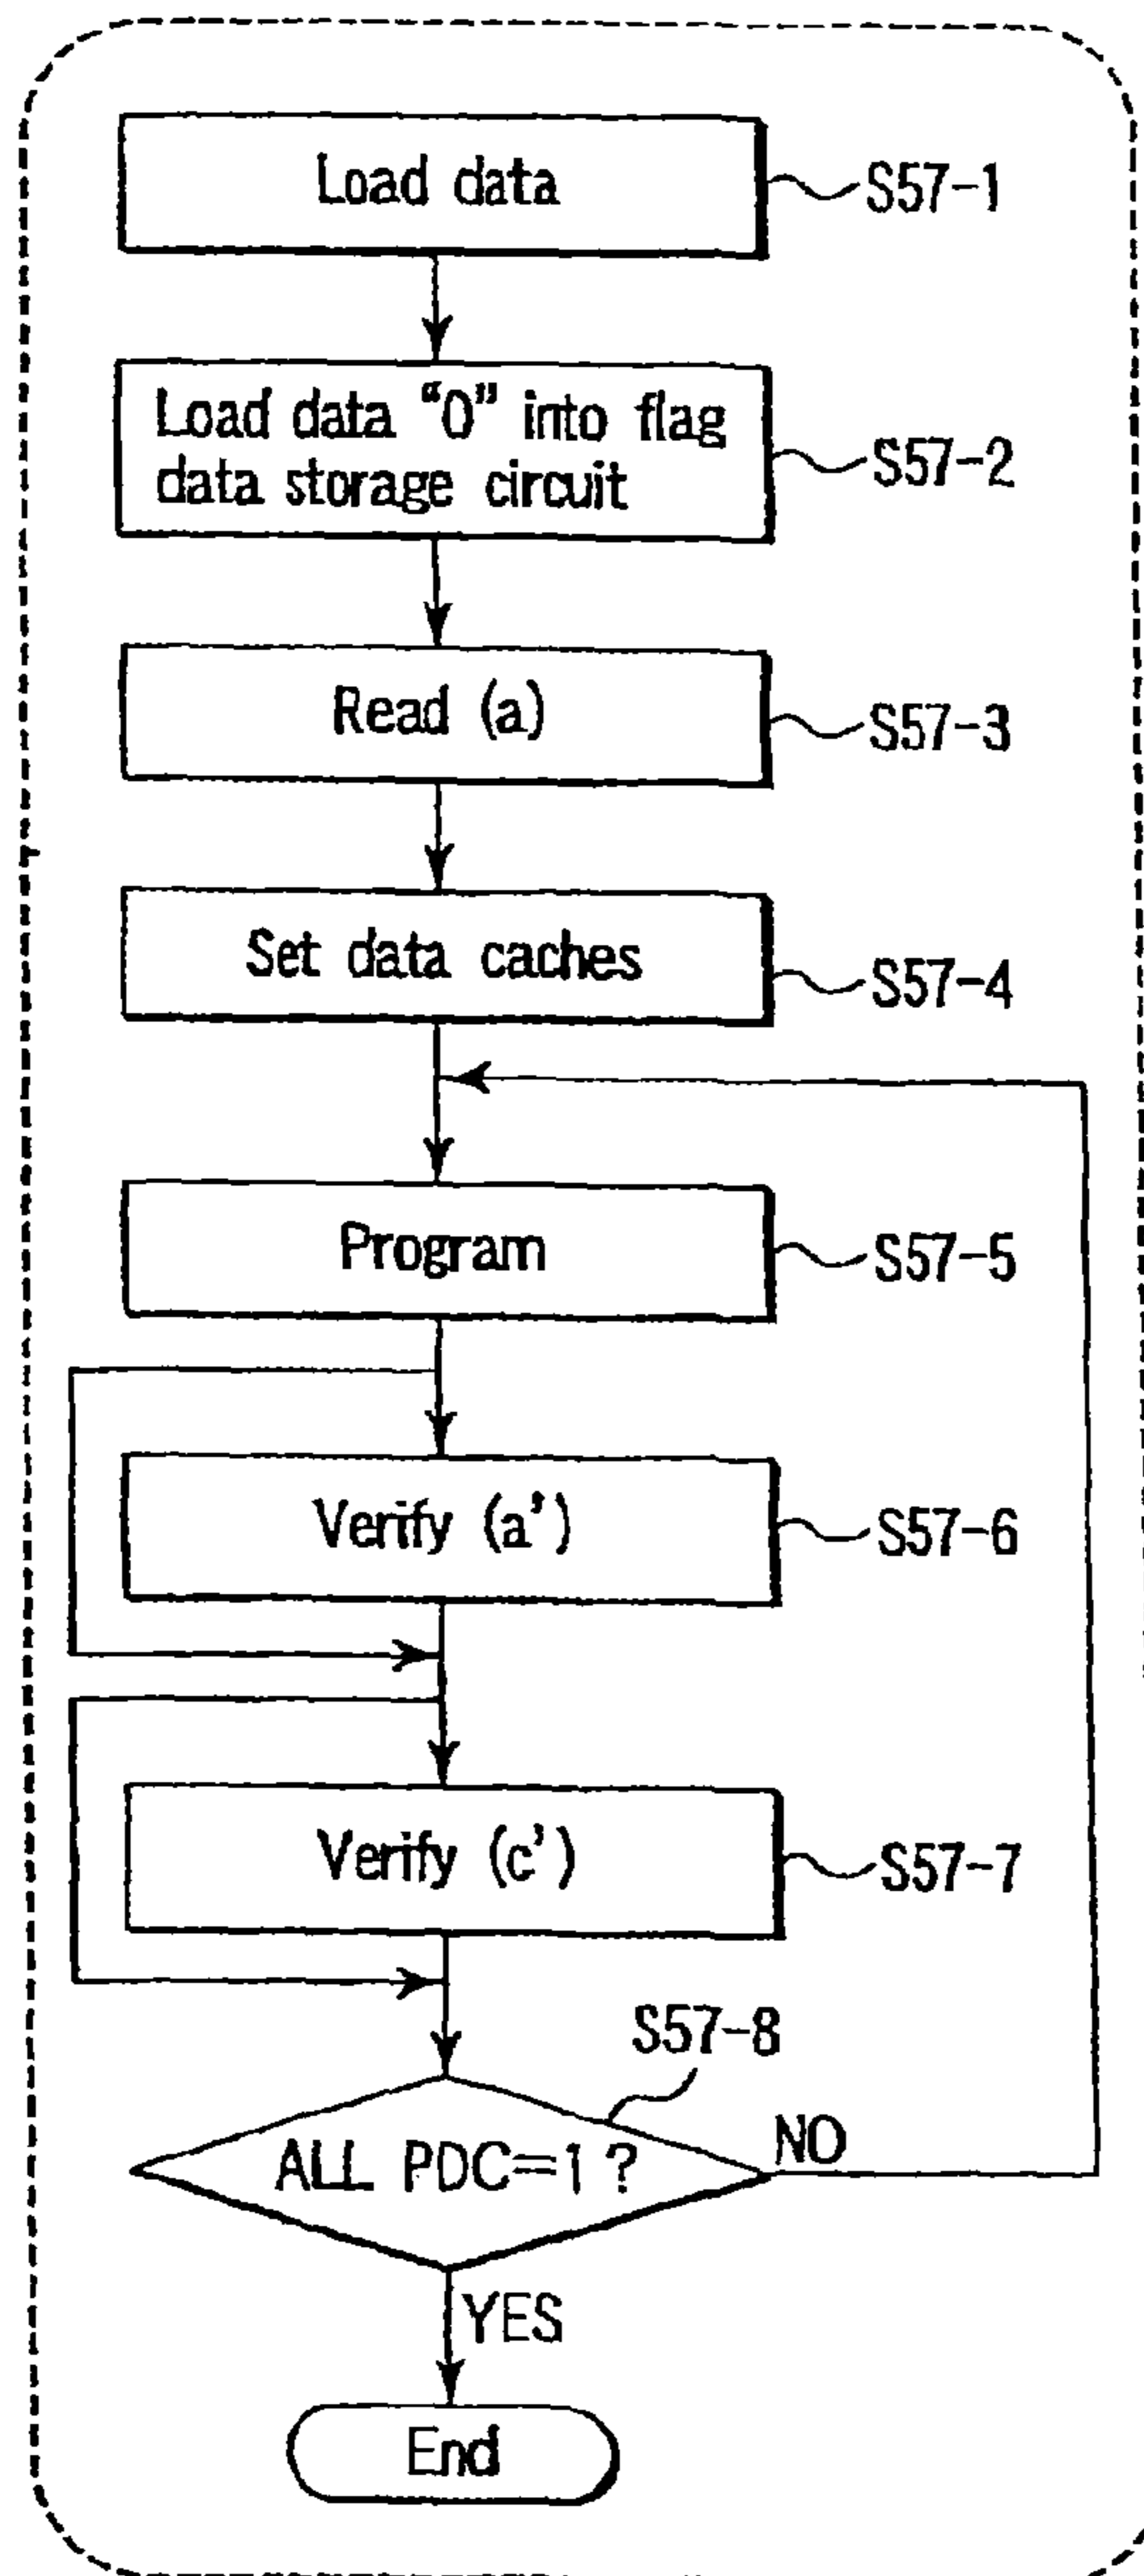 Load data
S57-1
Load data “0” into flag
data storage circuit
S57-2
Read (a)
S57-3
Set data caches
S57-4
Program
S57-5
Verify (a’)
S57-6
Verify (c’)
S57-7
S57-8
ALL PDC=1 ?
NO
YES
End